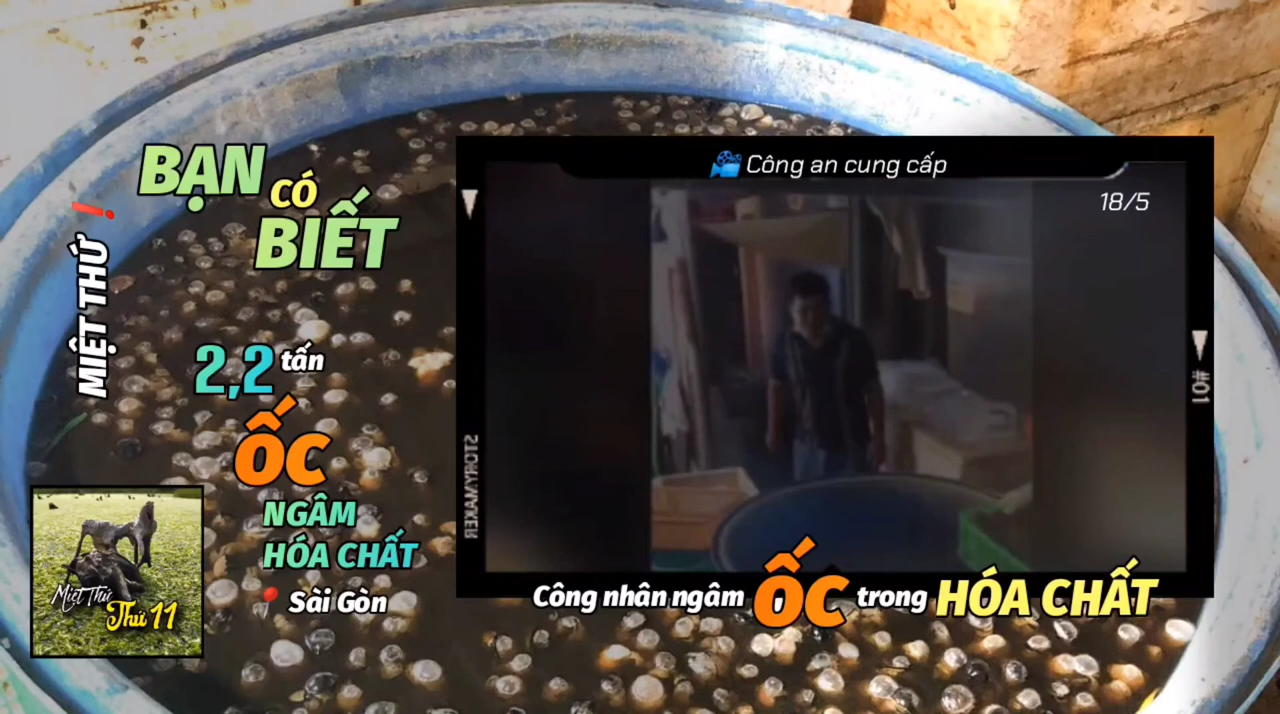 BẠN
CÓ
BIẾT
MIỆT THỨ
2,2 tấn
ỐC
NGÂM
HÓA CHẤT
Sài Gòn
Miệt Thứ
Thứ 11
Công an cung cấp
18/5
#01
STORYMAKER
Công nhân ngâm ỐC trong HÓA CHẤT